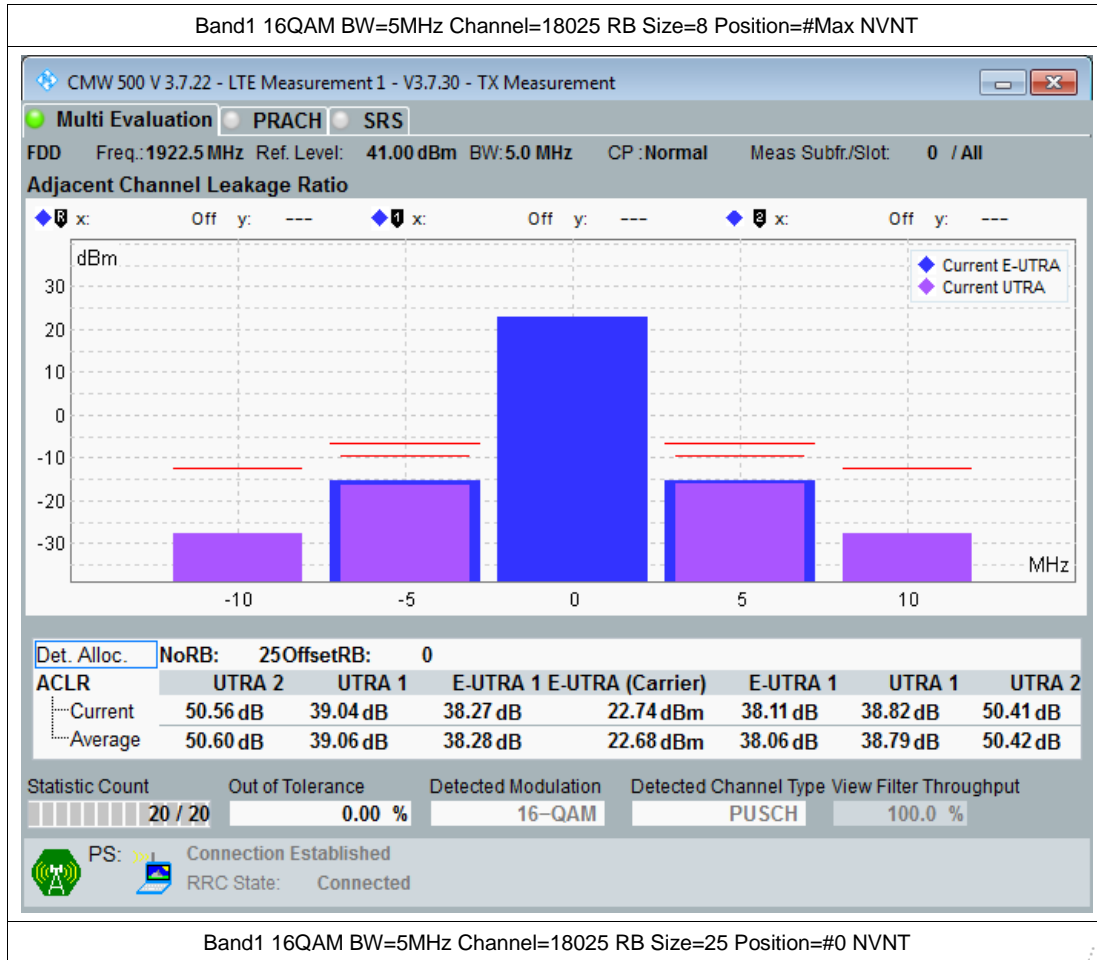 Band1 16QAM BW=5MHz Channel=18025 RB Size=8 Position=#Max NVNT
CMW 500 V 3.7.22 - LTE Measurement 1 - V3.7.30 - TX Measurement
Multi Evaluation PRACH SRS
FDD Freq.:1922.5 MHz Ref. Level: 41.00 dBm BW:5.0 MHz CP :Normal Meas Subfr./Slot: 0 / All
Adjacent Channel Leakage Ratio
R x: Off y: --- 1 x: Off y: --- 2 x: Off y: ---
dBm
Current E-UTRA
Current UTRA
30
20
10
0
-10
-20
-30
MHz
-10 -5 0 5 10
Det. Alloc. NoRB: 25 OffsetRB: 0
ACLR UTRA 2 UTRA 1 E-UTRA 1 E-UTRA (Carrier) E-UTRA 1 UTRA 1 UTRA 2
Current 50.56 dB 39.04 dB 38.27 dB 22.74 dBm 38.11 dB 38.82 dB 50.41 dB
Average 50.60 dB 39.06 dB 38.28 dB 22.68 dBm 38.06 dB 38.79 dB 50.42 dB
Statistic Count Out of Tolerance Detected Modulation Detected Channel Type View Filter Throughput
20 / 20 0.00 % 16-QAM PUSCH 100.0 %
PS: Connection Established
RRC State: Connected
Band1 16QAM BW=5MHz Channel=18025 RB Size=25 Position=#0 NVNT